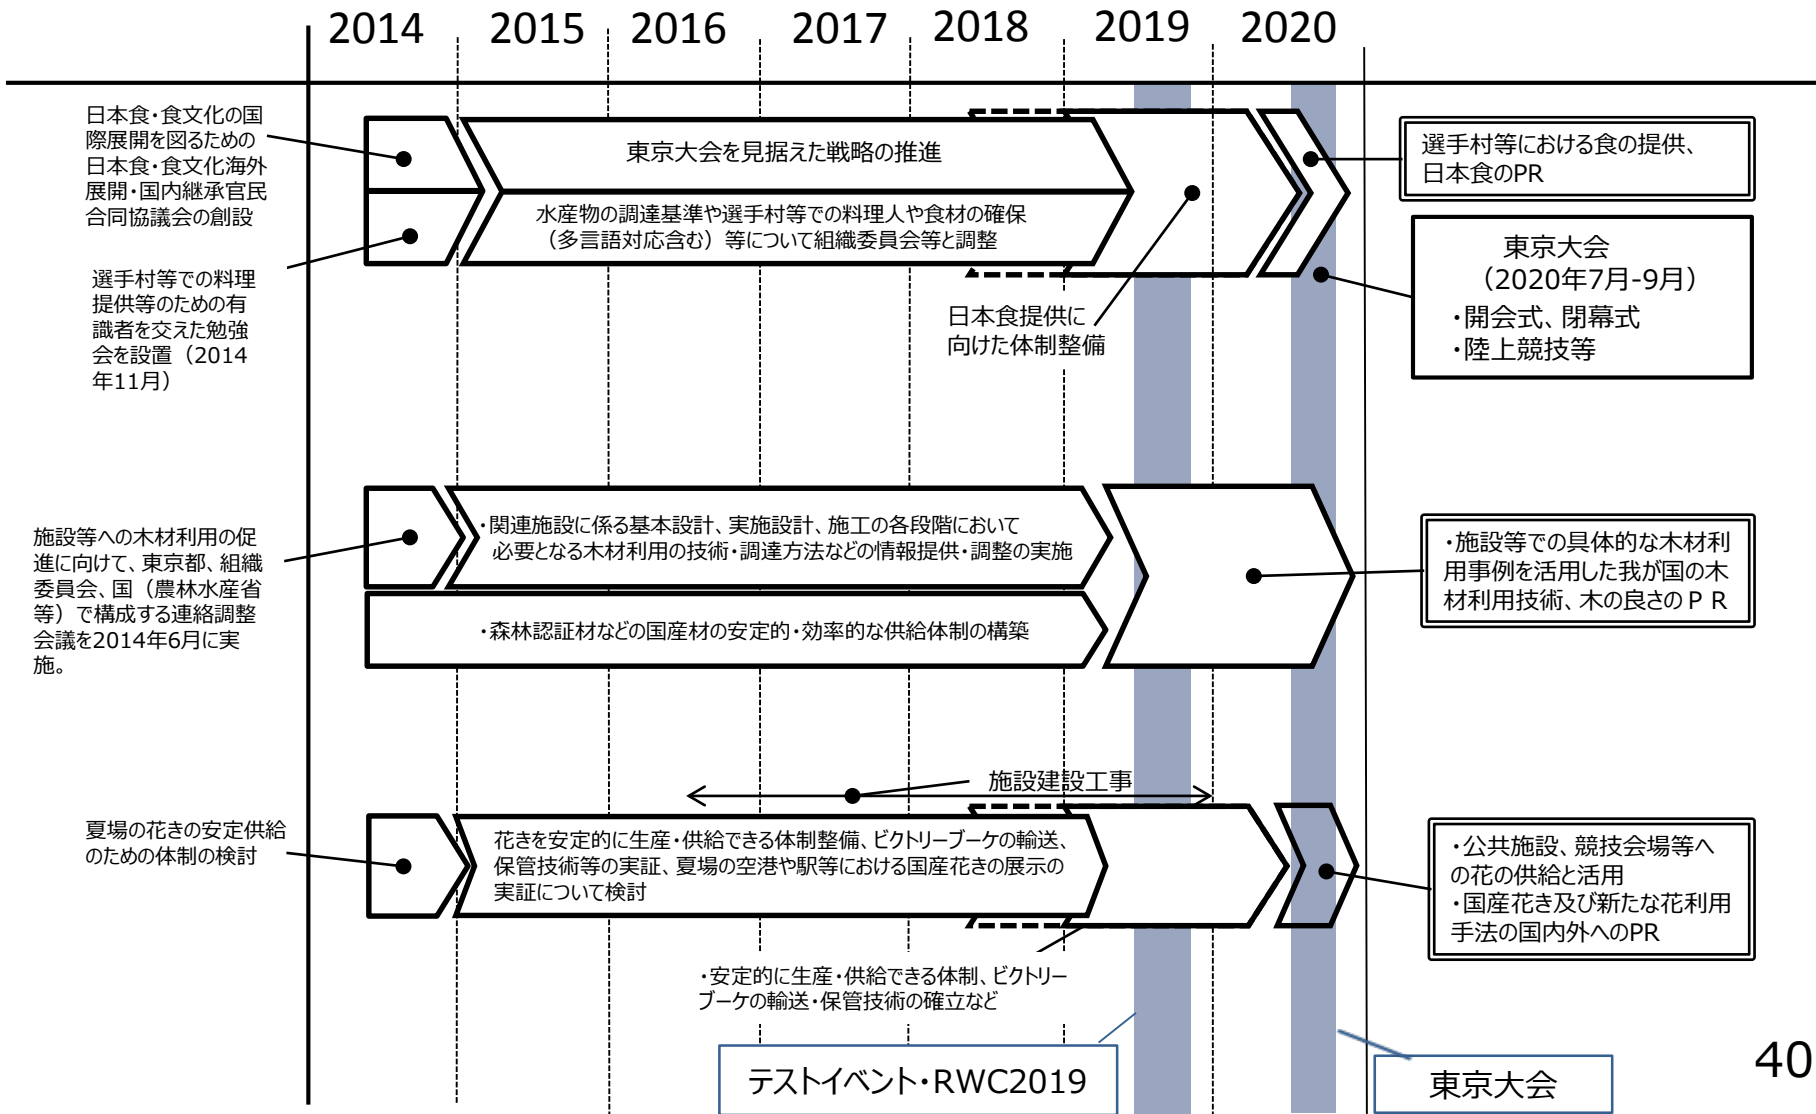 2014 2015 2016 2017 2018 2019 2020
日本食・食文化の国
際展開を図るための
日本食・食文化海外
展開・国内継承官民
合同協議会の創設
選手村等での料理
提供等のための有
識者を交えた勉強
会を設置（2014
年11月）
東京大会を見据えた戦略の推進
水産物の調達基準や選手村等での料理人や食材の確保
（多言語対応含む）等について組織委員会等と調整
日本食提供に
向けた体制整備
選手村等における食の提供、
日本食のPR
東京大会
（2020年7月-9月）
・開会式、閉幕式
・陸上競技等
施設等への木材利用の促
進に向けて、東京都、組織
委員会、国（農林水産省
等）で構成する連絡調整
会議を2014年6月に実
施。
・関連施設に係る基本設計、実施設計、施工の各段階において
必要となる木材利用の技術・調達方法などの情報提供・調整の実施
・森林認証材などの国産材の安定的・効率的な供給体制の構築
・施設等での具体的な木材利
用事例を活用した我が国の木
材利用技術、木の良さのＰＲ
施設建設工事
夏場の花きの安定供給
のための体制の検討
花きを安定的に生産・供給できる体制整備、ビクトリーブーケの輸送、
保管技術等の実証、夏場の空港や駅等における国産花きの展示の
実証について検討
・安定的に生産・供給できる体制、ビクトリー
ブーケの輸送・保管技術の確立など
・公共施設、競技会場等へ
の花の供給と活用
・国産花き及び新たな花利用
手法の国内外へのPR
テストイベント・RWC2019
東京大会
40